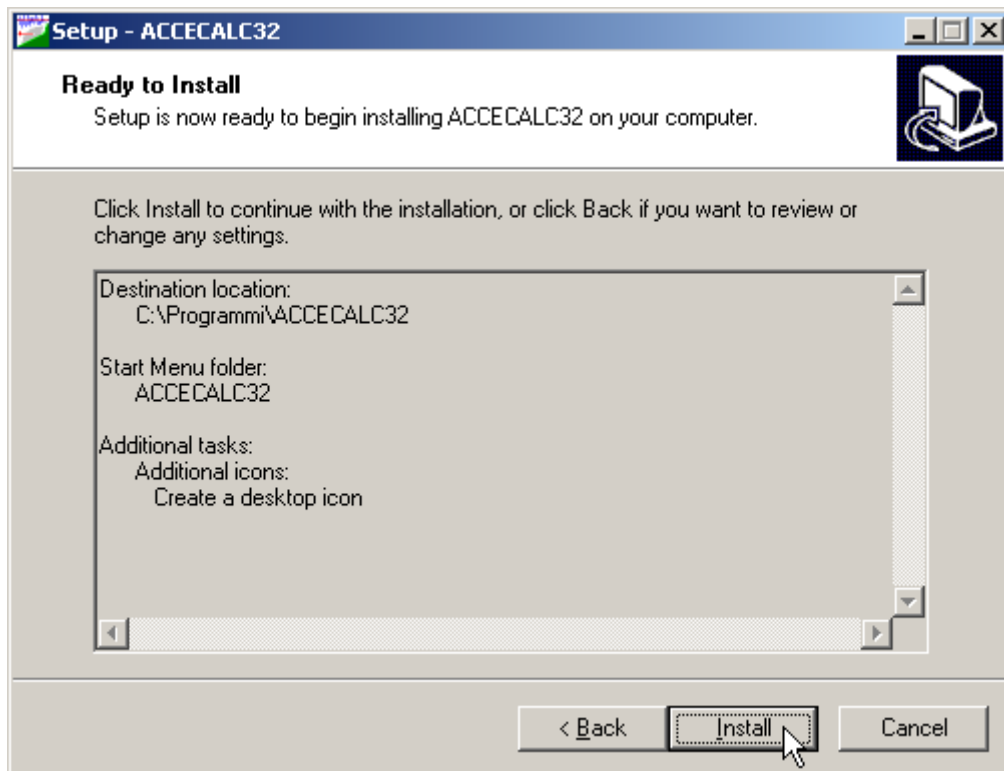 Setup - ACCECALC32
Ready to Install
Setup is now ready to begin installing ACCECALC32 on your computer.
Click Install to continue with the installation, or click Back if you want to review or
change any settings.
Destination location:
C:\Programmi\ACCECALC32
Start Menu folder:
ACCECALC32
Additional tasks:
Additional icons:
Create a desktop icon
< Back
Install
Cancel